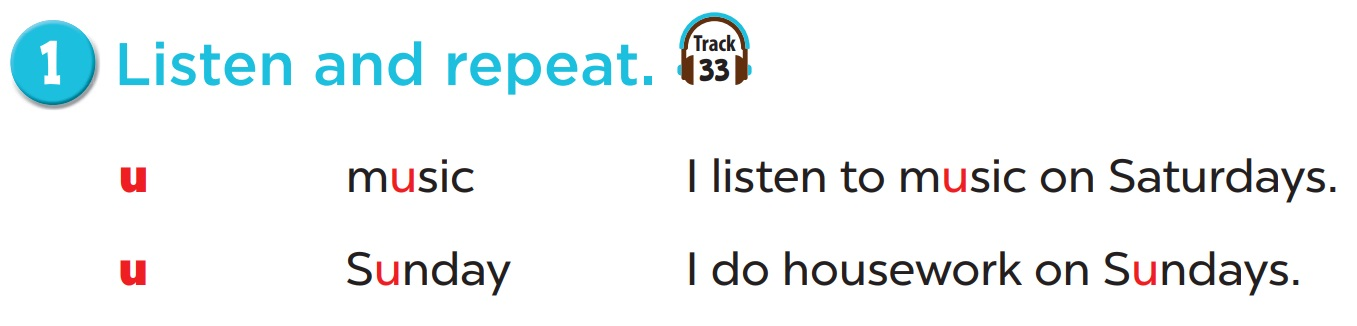 1 Listen and repeat. Track 33
u music I listen to music on Saturdays.
u Sunday I do housework on Sundays.